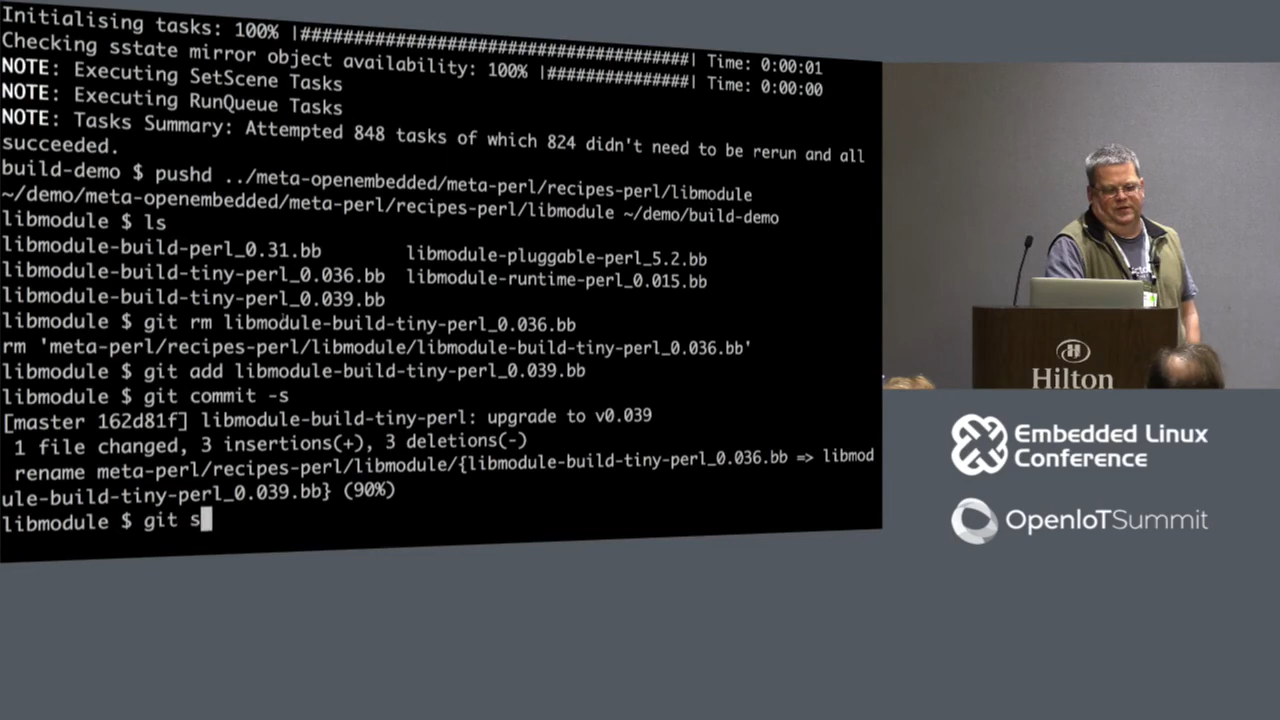 Initialising tasks: 100% |#####################################| Time: 0:00:01
Checking sstate mirror object availability: 100% |##############| Time: 0:00:00
NOTE: Executing SetScene Tasks
NOTE: Executing RunQueue Tasks
NOTE: Tasks Summary: Attempted 848 tasks of which 824 didn't need to be rerun and all
succeeded.
build-demo $ pushd ../meta-openembedded/meta-perl/recipes-perl/libmodule
~/demo/meta-openembedded/meta-perl/recipes-perl/libmodule ~/demo/build-demo
libmodule $ ls
libmodule-build-perl_0.31.bb libmodule-pluggable-perl_5.2.bb
libmodule-build-tiny-perl_0.036.bb libmodule-runtime-perl_0.015.bb
libmodule-build-tiny-perl_0.039.bb
libmodule $ git rm libmodule-build-tiny-perl_0.036.bb
rm 'meta-perl/recipes-perl/libmodule/libmodule-build-tiny-perl_0.036.bb'
libmodule $ git add libmodule-build-tiny-perl_0.039.bb
libmodule $ git commit -s
[master 162d81f] libmodule-build-tiny-perl: upgrade to v0.039
1 file changed, 3 insertions(+), 3 deletions(-)
rename meta-perl/recipes-perl/libmodule/{libmodule-build-tiny-perl_0.036.bb => libmod
ule-build-tiny-perl_0.039.bb} (90%)
libmodule $ git s
Hilton
Embedded Linux
Conference
OpenIoTSummit